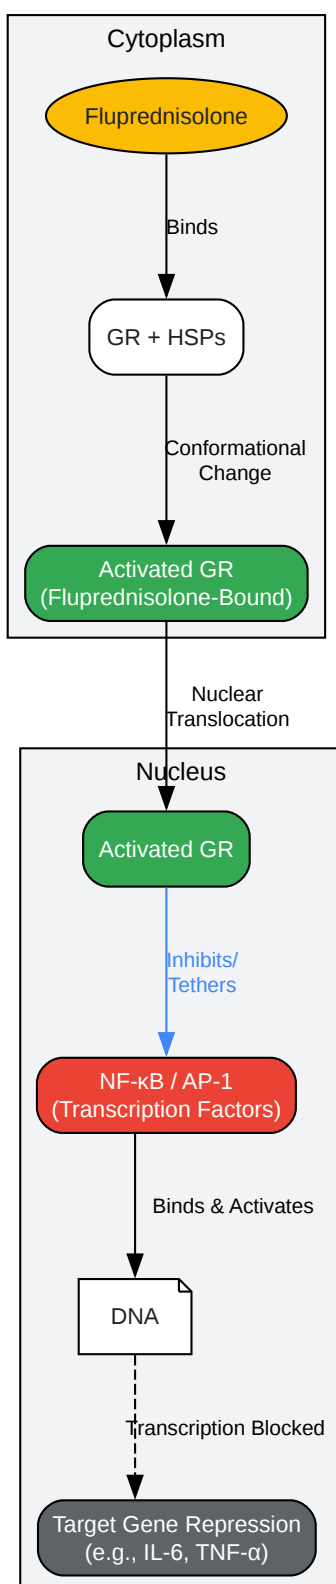 Cytoplasm
Fluprednisolone
Binds
GR + HSPs
Conformational
Change
Activated GR
(Fluprednisolone-Bound)
Nuclear
Translocation
Nucleus
Activated GR
Inhibits/
Tethers
NF-κB / AP-1
(Transcription Factors)
Binds & Activates
DNA
Transcription Blocked
Target Gene Repression
(e.g., IL-6, TNF-α)